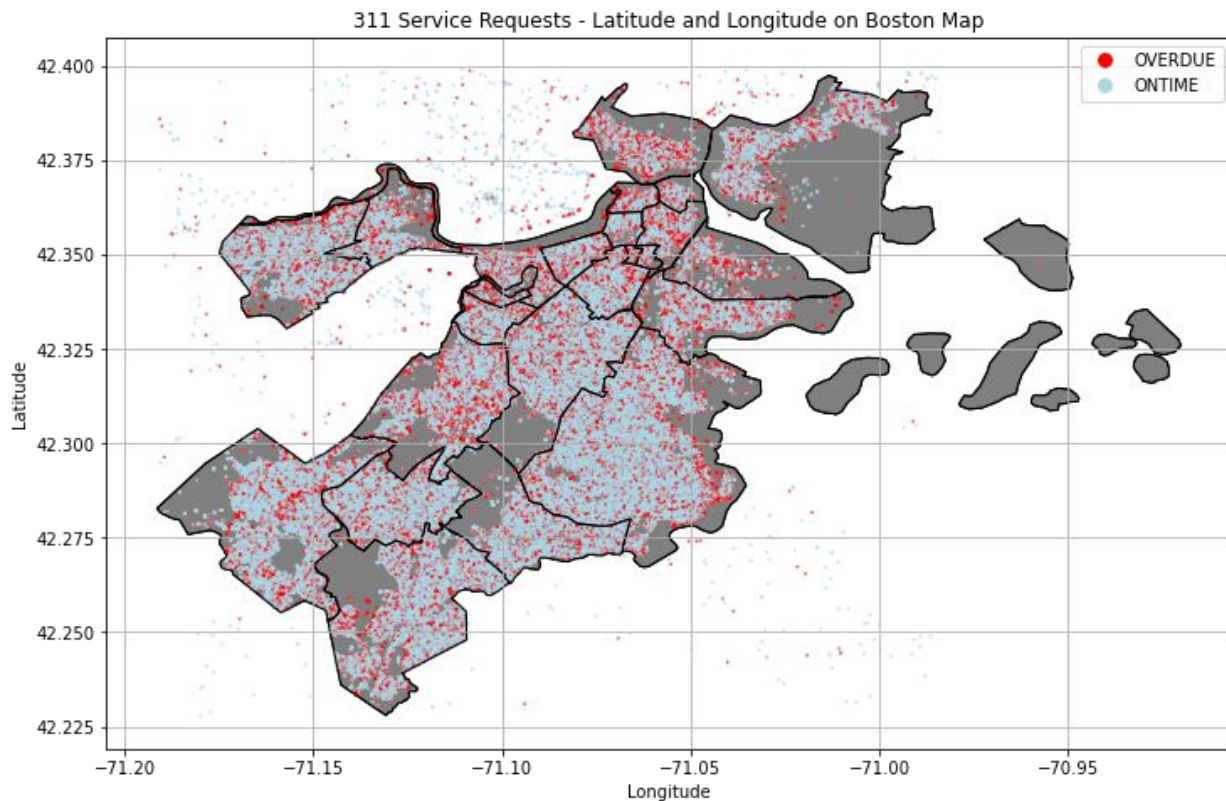 311 Service Requests - Latitude and Longitude on Boston Map
OVERDUE
ONTIME
42.400
42.375
42.350
42.325
42.300
42.275
42.250
42.225
Latitude
−71.20
−71.15
−71.10
−71.05
−71.00
−70.95
Longitude